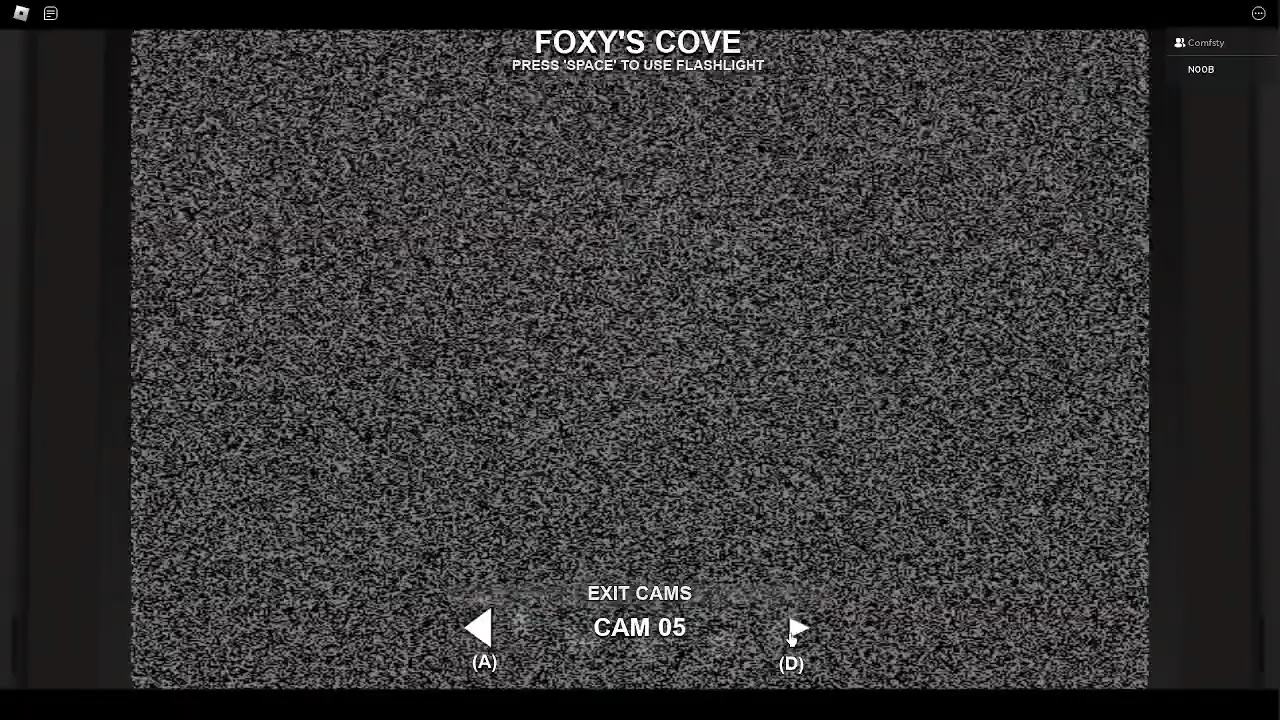 FOXY'S COVE
PRESS 'SPACE' TO USE FLASHLIGHT
Comfsty
NOOB
EXIT CAMS
CAM 05
(A)
(D)